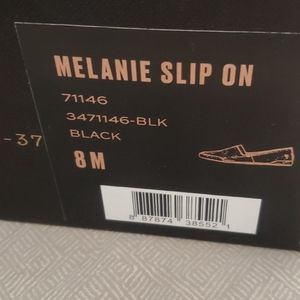 MELANIE SLIP ON
71146
3471146-BLK
BLACK
-37
8M
8 87874 38552 1